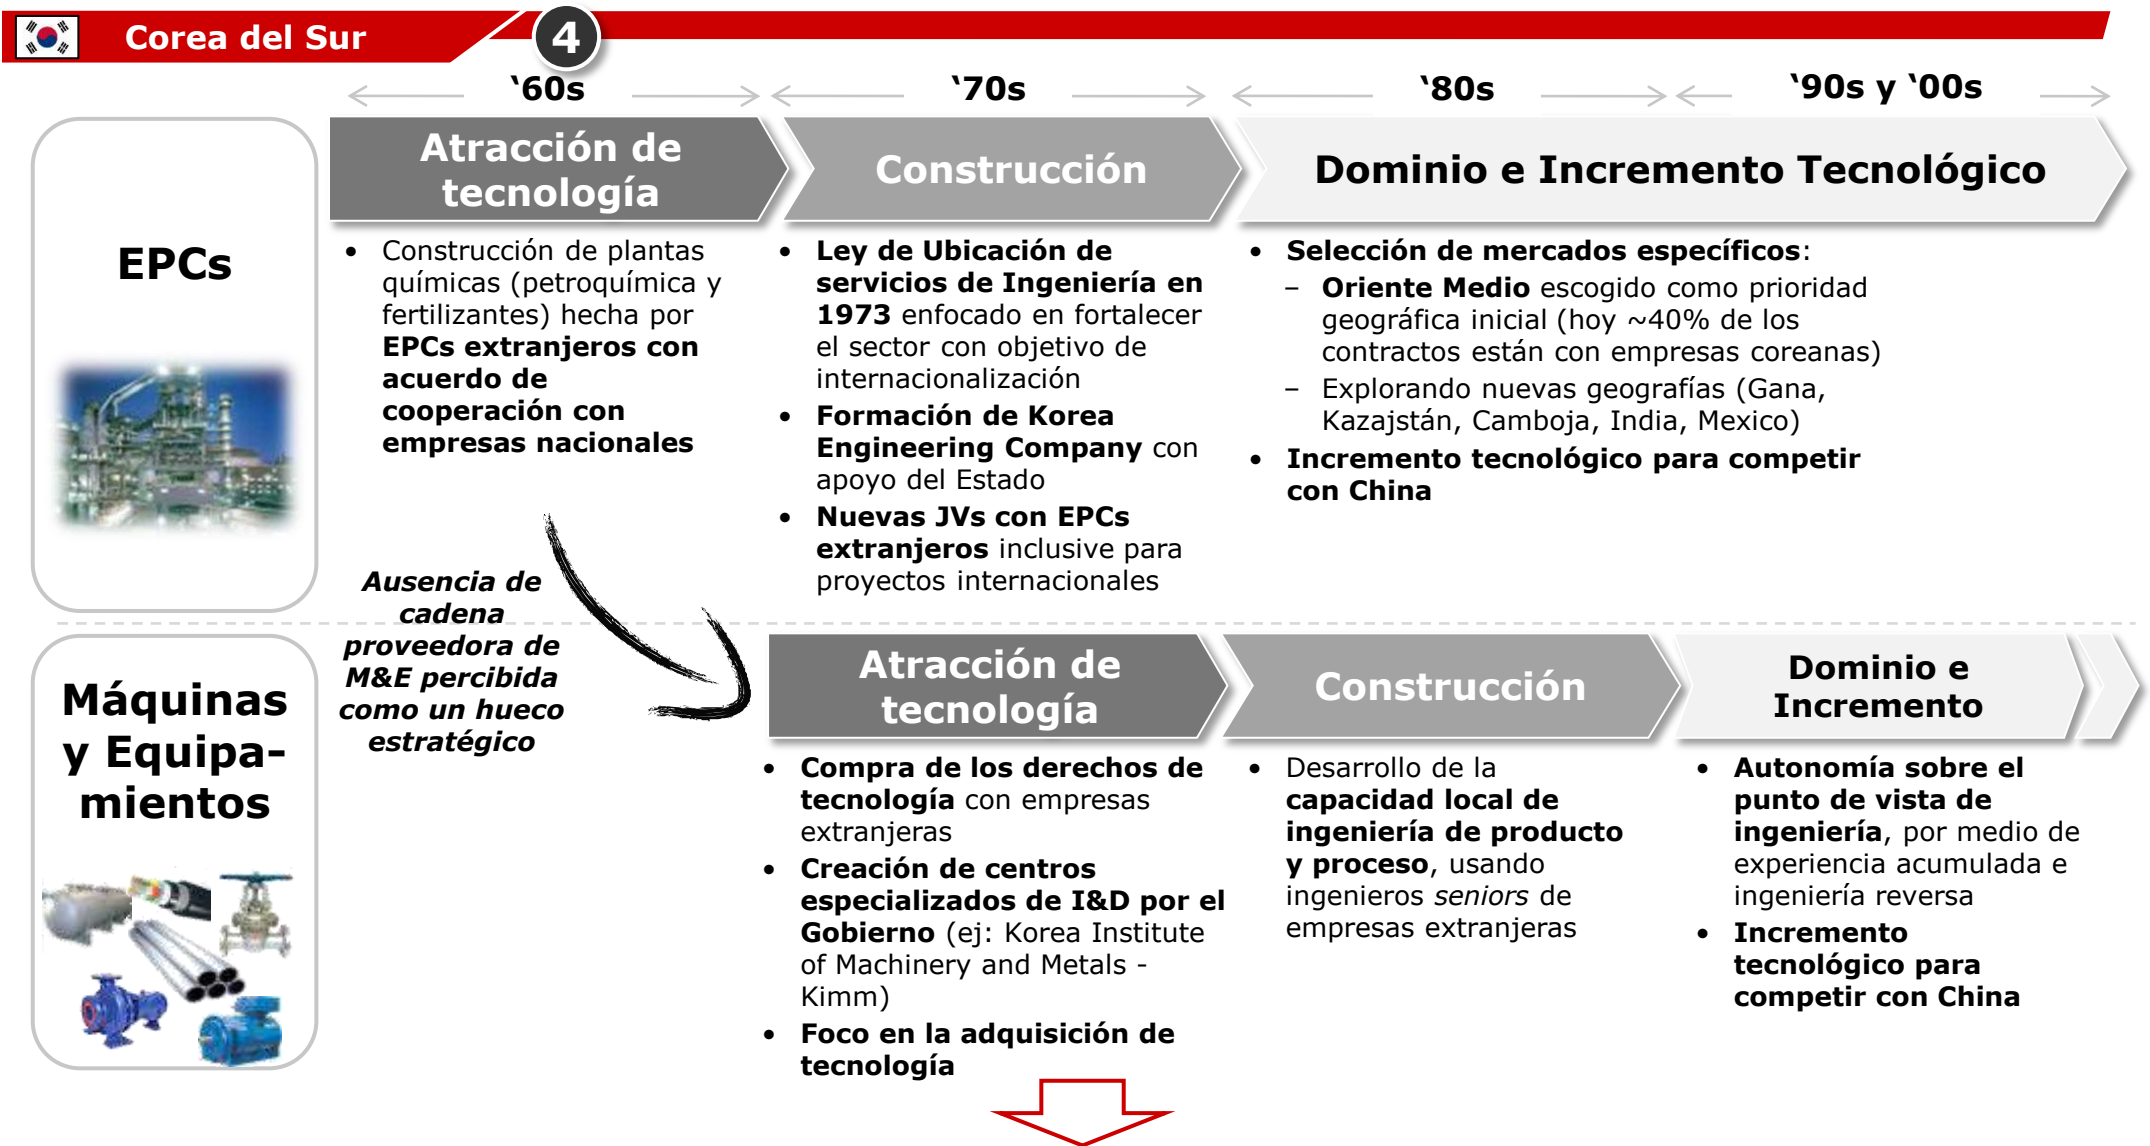 Corea del Sur
4
‘60s
‘70s
‘80s
‘90s y ‘00s
EPCs
Atracción de
tecnología
Construcción
Dominio e Incremento Tecnológico
• Construcción de plantas
químicas (petroquímica y
fertilizantes) hecha por
EPCs extranjeros con
acuerdo de
cooperación con
empresas nacionales
• Ley de Ubicación de
servicios de Ingeniería en
1973 enfocado en fortalecer
el sector con objetivo de
internacionalización
• Formación de Korea
Engineering Company con
apoyo del Estado
• Nuevas JVs con EPCs
extranjeros inclusive para
proyectos internacionales
• Selección de mercados específicos:
– Oriente Medio escogido como prioridad
geográfica inicial (hoy ~40% de los
contractos están con empresas coreanas)
– Explorando nuevas geografías (Gana,
Kazajstán, Camboja, India, Mexico)
• Incremento tecnológico para competir
con China
Ausencia de
cadena
proveedora de
M&E percibida
como un hueco
estratégico
Máquinas
y Equipa-
mientos
Atracción de
tecnología
Construcción
Dominio e
Incremento
• Compra de los derechos de
tecnología con empresas
extranjeras
• Creación de centros
especializados de I&D por el
Gobierno (ej: Korea Institute
of Machinery and Metals -
Kimm)
• Foco en la adquisición de
tecnología
• Desarrollo de la
capacidad local de
ingeniería de producto
y proceso, usando
ingenieros seniors de
empresas extranjeras
• Autonomía sobre el
punto de vista de
ingeniería, por medio de
experiencia acumulada e
ingeniería reversa
• Incremento
tecnológico para
competir con China